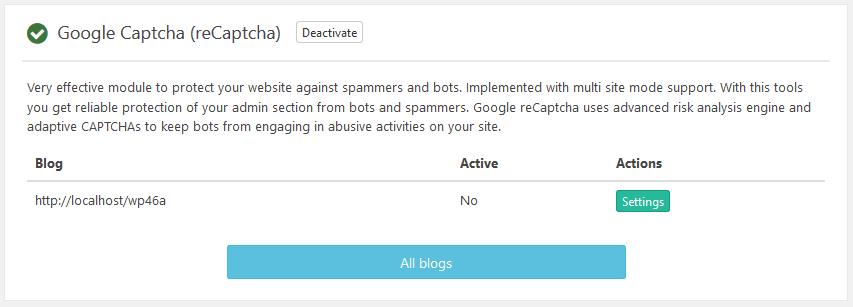 Google Captcha (reCaptcha) Deactivate
Very effective module to protect your website against spammers and bots. Implemented with multi site mode support. With this tools
you get reliable protection of your admin section from bots and spammers. Google reCaptcha uses advanced risk analysis engine and
adaptive CAPTCHAs to keep bots from engaging in abusive activities on your site.
Blog Active Actions
http://localhost/wp46a No Settings
All blogs